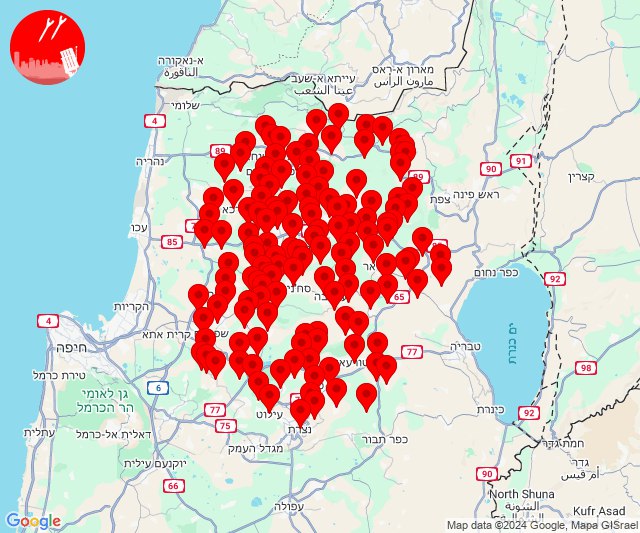 א-נאקורה
الناقورة
עייתא א-שעב
عيتا الشعب
מארון א-ראס
مارون الراس
שלומי
4
89
נהריה
89
90
91
קצרין
צפת
ראש פינה
עכו
85
כפר נחום
92
הקריות
65
4
חיפה
קרית אתא
טבריה
ים כנרת
77
98
טירת כרמל
6
גן לאומי
הר הכרמל
77
75
עילוט
כינרת
92
עתלית
דאלית אל-כרמל
נצרת
כפר תבור
מגדל העמק
חמת גדר
גדר
أم قيس
יוקנעם עילית
66
90
North Shuna
الشونة
Kufr Asad
עפולה
Google
Map data ©2024 Google, Mapa GISrael